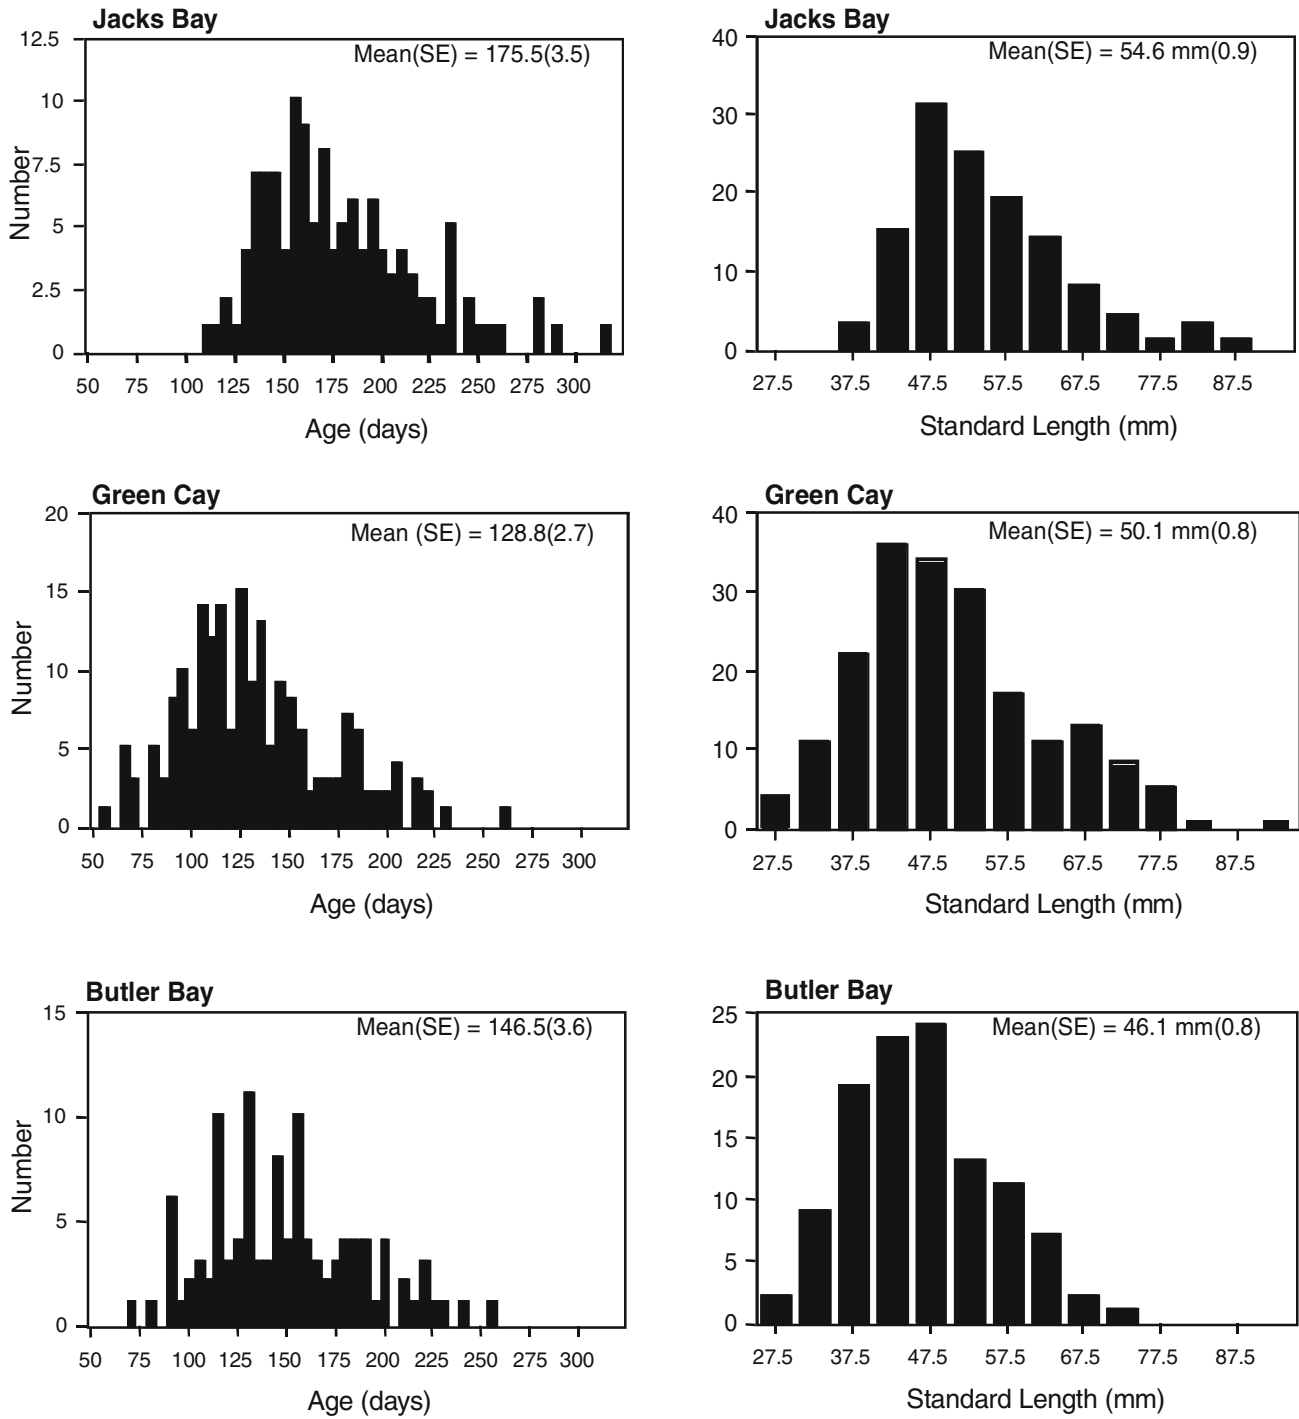 Jacks Bay
Mean(SE) = 175.5(3.5)
12.5
10
7.5
5
2.5
0
Number
50 75 100 125 150 175 200 225 250 275 300
Age (days)
Jacks Bay
Mean(SE) = 54.6 mm(0.9)
40
30
20
10
0
27.5 37.5 47.5 57.5 67.5 77.5 87.5
Standard Length (mm)
Green Cay
Mean (SE) = 128.8(2.7)
20
15
10
5
0
Number
50 75 100 125 150 175 200 225 250 275 300
Age (days)
Green Cay
Mean(SE) = 50.1 mm(0.8)
40
30
20
10
0
27.5 37.5 47.5 57.5 67.5 77.5 87.5
Standard Length (mm)
Butler Bay
Mean(SE) = 146.5(3.6)
15
10
5
0
Number
50 75 100 125 150 175 200 225 250 275 300
Age (days)
Butler Bay
Mean(SE) = 46.1 mm(0.8)
25
20
15
10
5
0
27.5 37.5 47.5 57.5 67.5 77.5 87.5
Standard Length (mm)